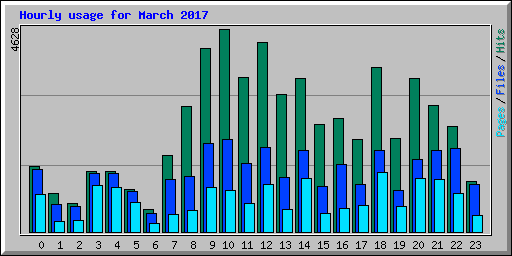 Hourly usage for March 2017
4628
Pages / Files / Hits
0 1 2 3 4 5 6 7 8 9 10 11 12 13 14 15 16 17 18 19 20 21 22 23